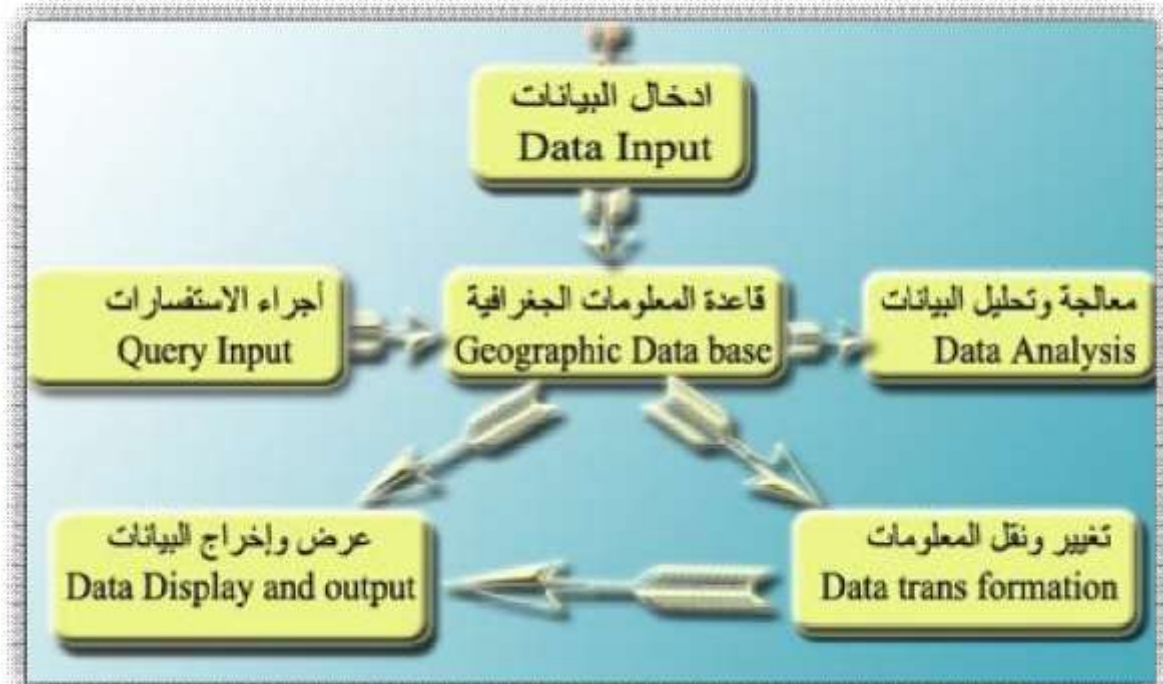 ادخال البيانات
Data Input
أجراء الاستفسارات
Query Input
قاعدة المعلومات الجغرافية
Geographic Data base
معالجة وتحليل البيانات
Data Analysis
عرض وإخراج البيانات
Data Display and output
تغيير ونقل المعلومات
Data trans formation